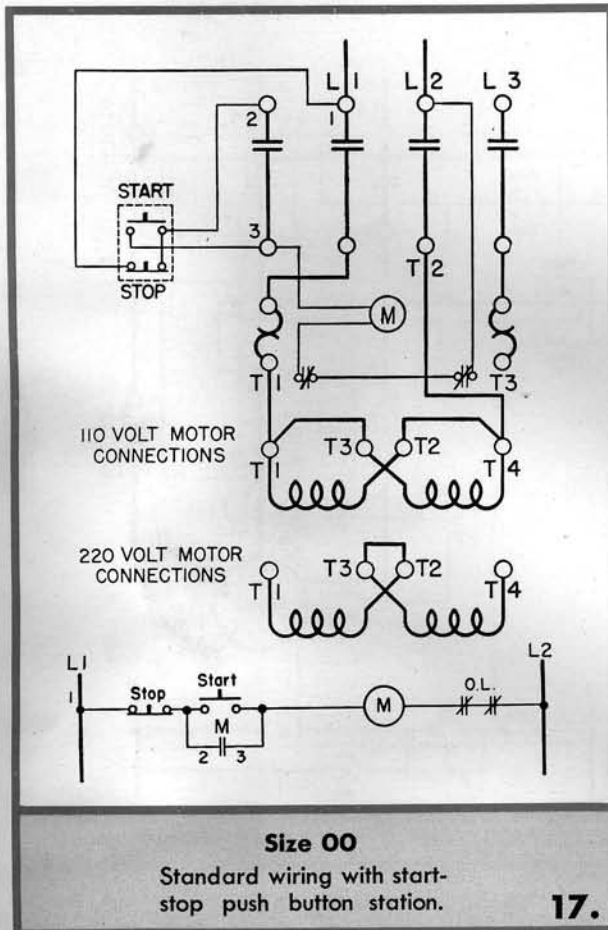 L1 L2 L3
2 1
START
3
STOP
T2
M
T1 T3
110 VOLT MOTOR
CONNECTIONS
T1 T3 T2 T4
220 VOLT MOTOR
CONNECTIONS
T1 T3 T2 T4
L1 L2
1 Stop Start M O.L.
M
2 3
Size 00
Standard wiring with start-
stop push button station.
17.